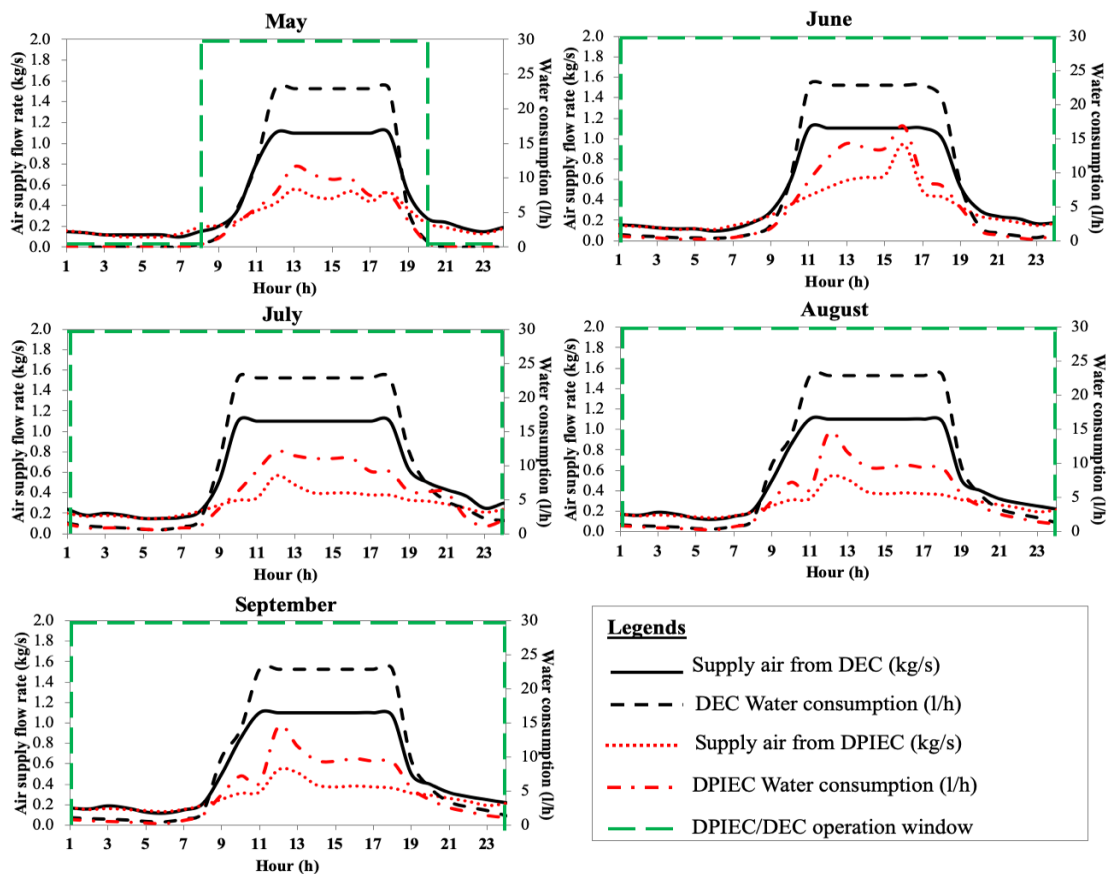 May
Air supply flow rate (kg/s)
2.0
1.8
1.6
1.4
1.2
1.0
0.8
0.6
0.4
0.2
0.0
30
25
20
15
10
5
0
Water consumption (l/h)
1 3 5 7 9 11 13 15 17 19 21 23
Hour (h)
June
Air supply flow rate (kg/s)
2.0
1.8
1.6
1.4
1.2
1.0
0.8
0.6
0.4
0.2
0.0
30
25
20
15
10
5
0
Water consumption (l/h)
1 3 5 7 9 11 13 15 17 19 21 23
Hour (h)
July
Air supply flow rate (kg/s)
2.0
1.8
1.6
1.4
1.2
1.0
0.8
0.6
0.4
0.2
0.0
30
25
20
15
10
5
0
Water consumption (l/h)
1 3 5 7 9 11 13 15 17 19 21 23
Hour (h)
August
Air supply flow rate (kg/s)
2.0
1.8
1.6
1.4
1.2
1.0
0.8
0.6
0.4
0.2
0.0
30
25
20
15
10
5
0
Water consumption (l/h)
1 3 5 7 9 11 13 15 17 19 21 23
Hour (h)
September
Air supply flow rate (kg/s)
2.0
1.8
1.6
1.4
1.2
1.0
0.8
0.6
0.4
0.2
0.0
30
25
20
15
10
5
0
Water consumption (l/h)
1 3 5 7 9 11 13 15 17 19 21 23
Hour (h)
Legends
Supply air from DEC (kg/s)
DEC Water consumption (l/h)
Supply air from DPIEC (kg/s)
DPIEC Water consumption (l/h)
DPIEC/DEC operation window